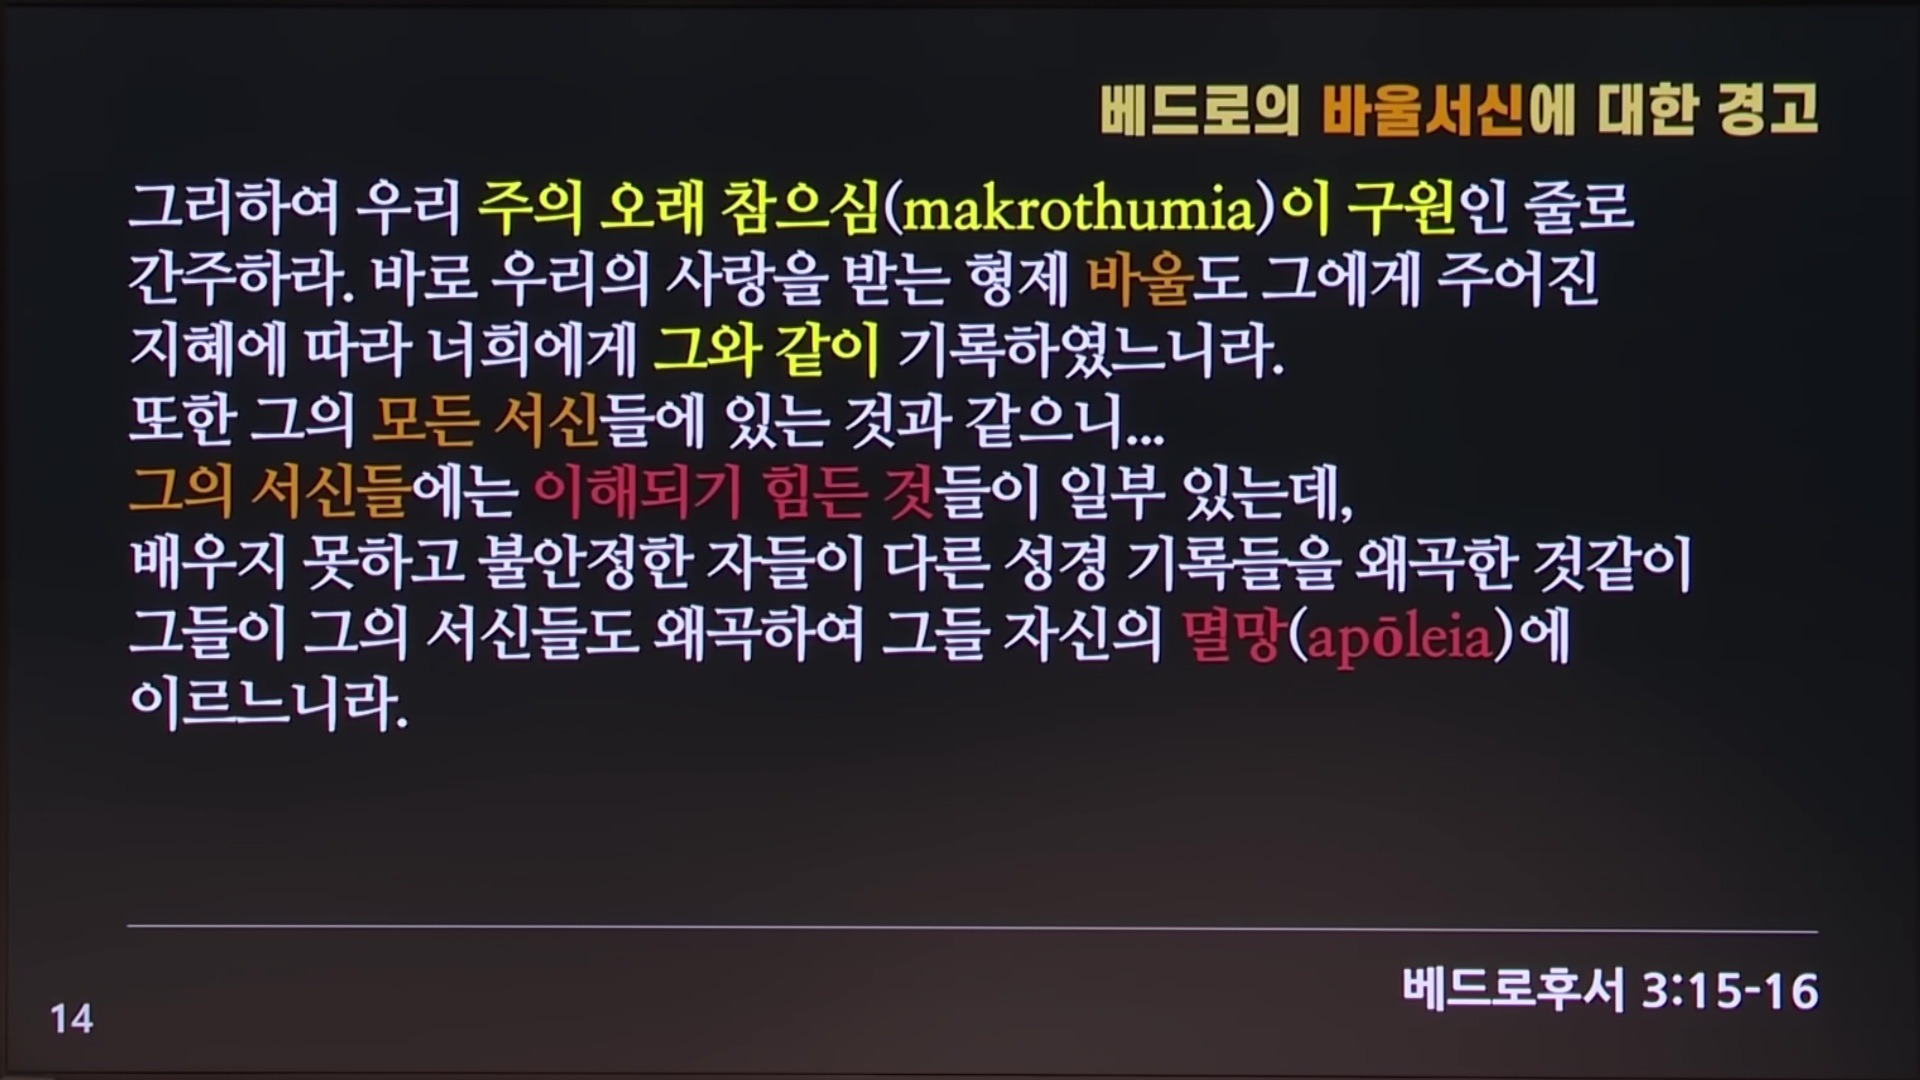 베드로의 바울서신에 대한 경고
그리하여 우리 주의 오래 참으심(makrothumia)이 구원인 줄로
간주하라. 바로 우리의 사랑을 받는 형제 바울도 그에게 주어진
지혜에 따라 너희에게 그와 같이 기록하였느니라.
또한 그의 모든 서신들에 있는 것과 같으니...
그의 서신들에는 이해되기 힘든 것들이 일부 있는데,
배우지 못하고 불안정한 자들이 다른 성경 기록들을 왜곡한 것같이
그들이 그의 서신들도 왜곡하여 그들 자신의 멸망(apōleia)에
이르느니라.
베드로후서 3:15-16
14